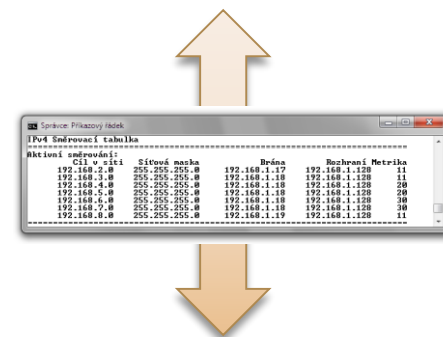 Správce: Příkazový řádek
IPv4 Směrovací tabulka
Aktivní směrování:
Cíl v síti Síťová maska Brána Rozhraní Metrika
192.168.2.0 255.255.255.0 192.168.1.17 192.168.1.128 11
192.168.3.0 255.255.255.0 192.168.1.18 192.168.1.128 11
192.168.4.0 255.255.255.0 192.168.1.18 192.168.1.128 20
192.168.5.0 255.255.255.0 192.168.1.18 192.168.1.128 20
192.168.6.0 255.255.255.0 192.168.1.18 192.168.1.128 30
192.168.7.0 255.255.255.0 192.168.1.18 192.168.1.128 30
192.168.8.0 255.255.255.0 192.168.1.19 192.168.1.128 11